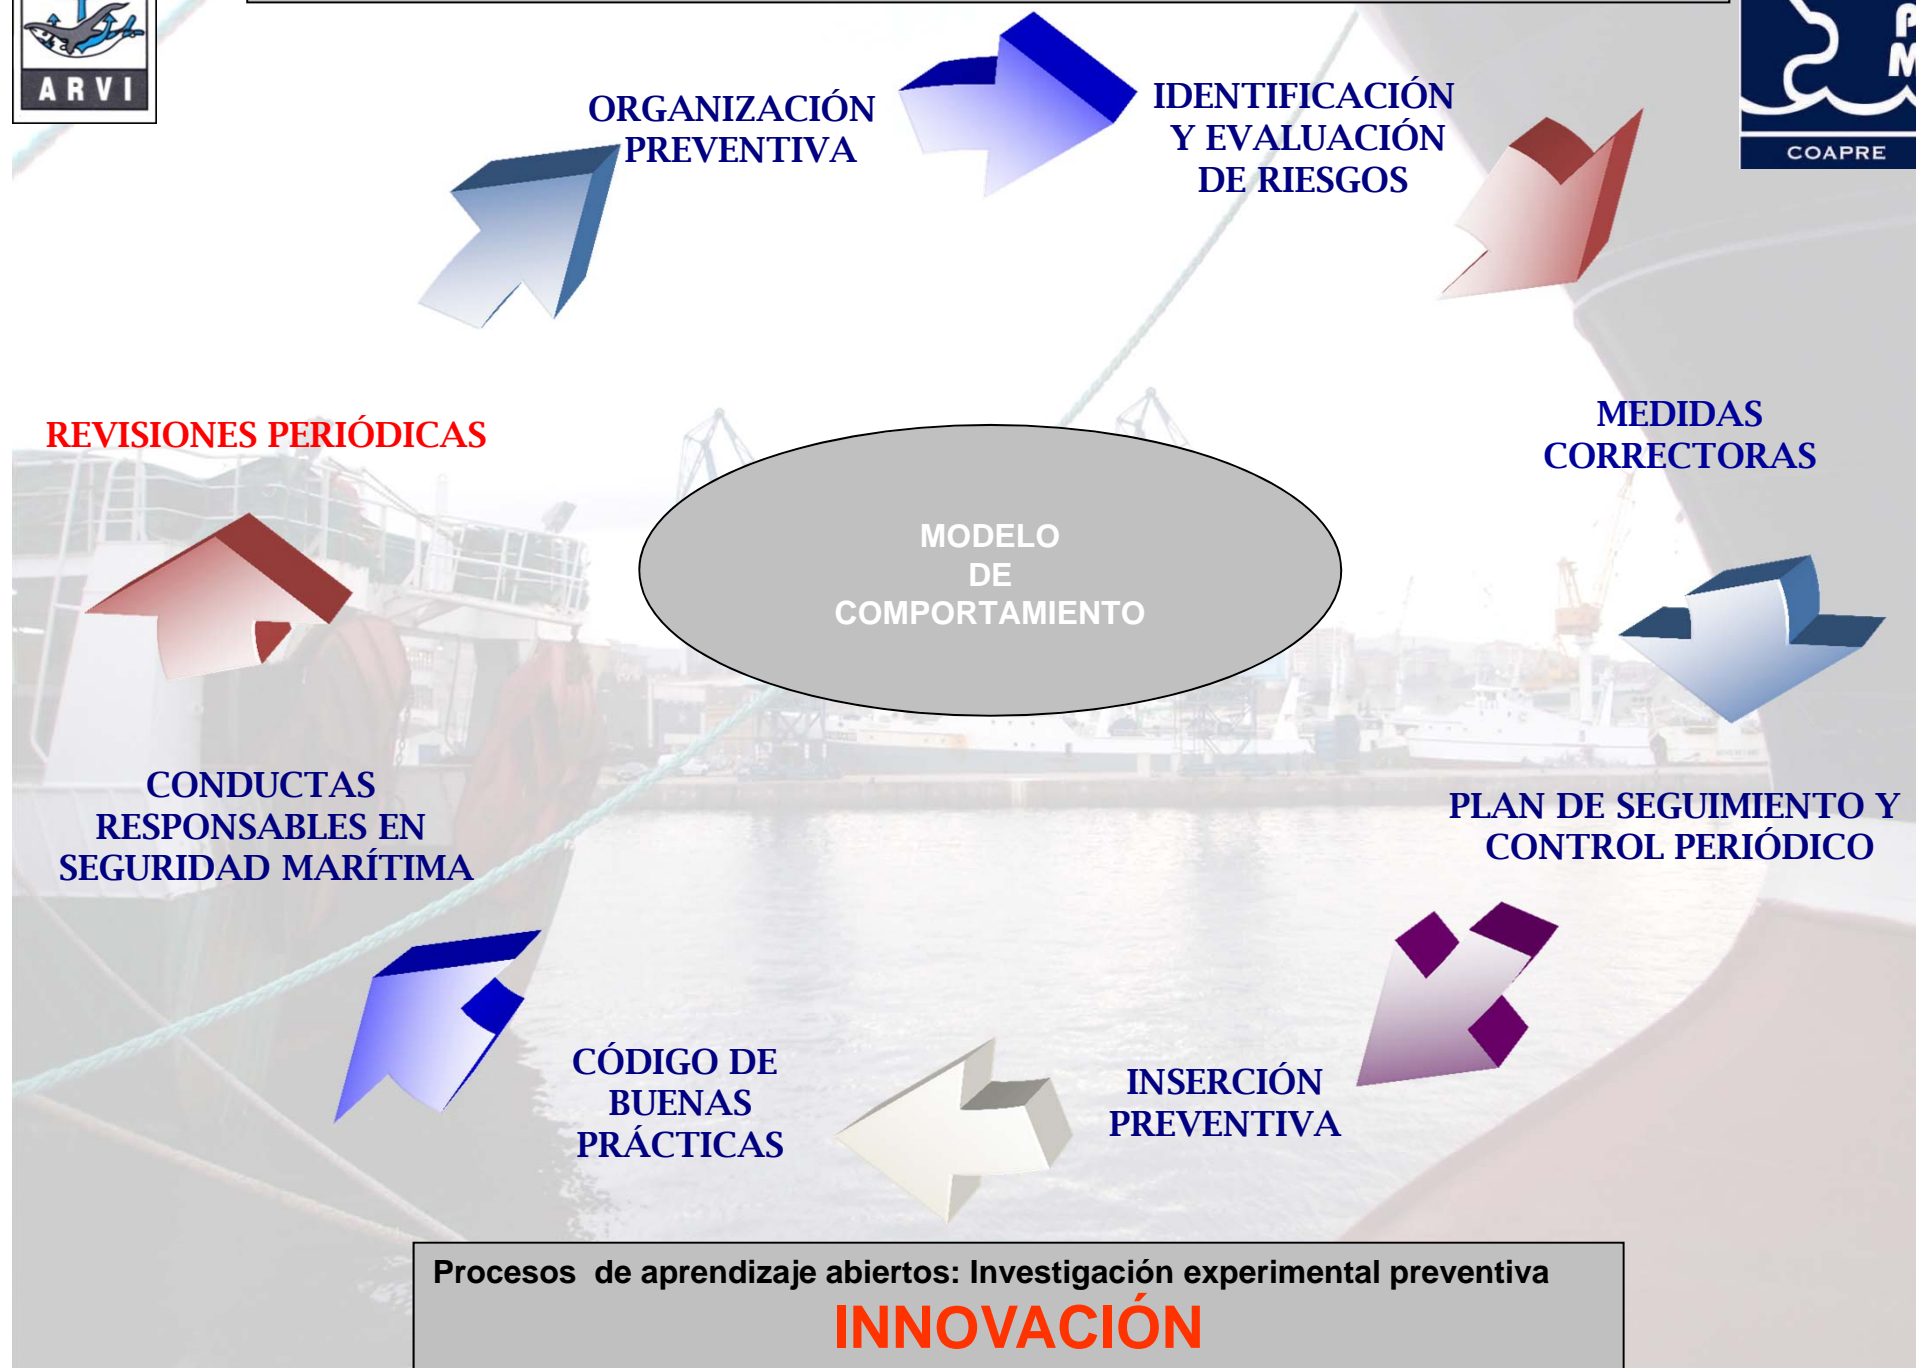 ARVI
COAPRE
ORGANIZACIÓN
PREVENTIVA
IDENTIFICACIÓN
Y EVALUACIÓN
DE RIESGOS
MEDIDAS
CORRECTORAS
PLAN DE SEGUIMIENTO Y
CONTROL PERIÓDICO
INSERCIÓN
PREVENTIVA
CÓDIGO DE
BUENAS
PRÁCTICAS
CONDUCTAS
RESPONSABLES EN
SEGURIDAD MARÍTIMA
REVISIONES PERIÓDICAS
MODELO
DE
COMPORTAMIENTO
Procesos de aprendizaje abiertos: Investigación experimental preventiva
INNOVACIÓN